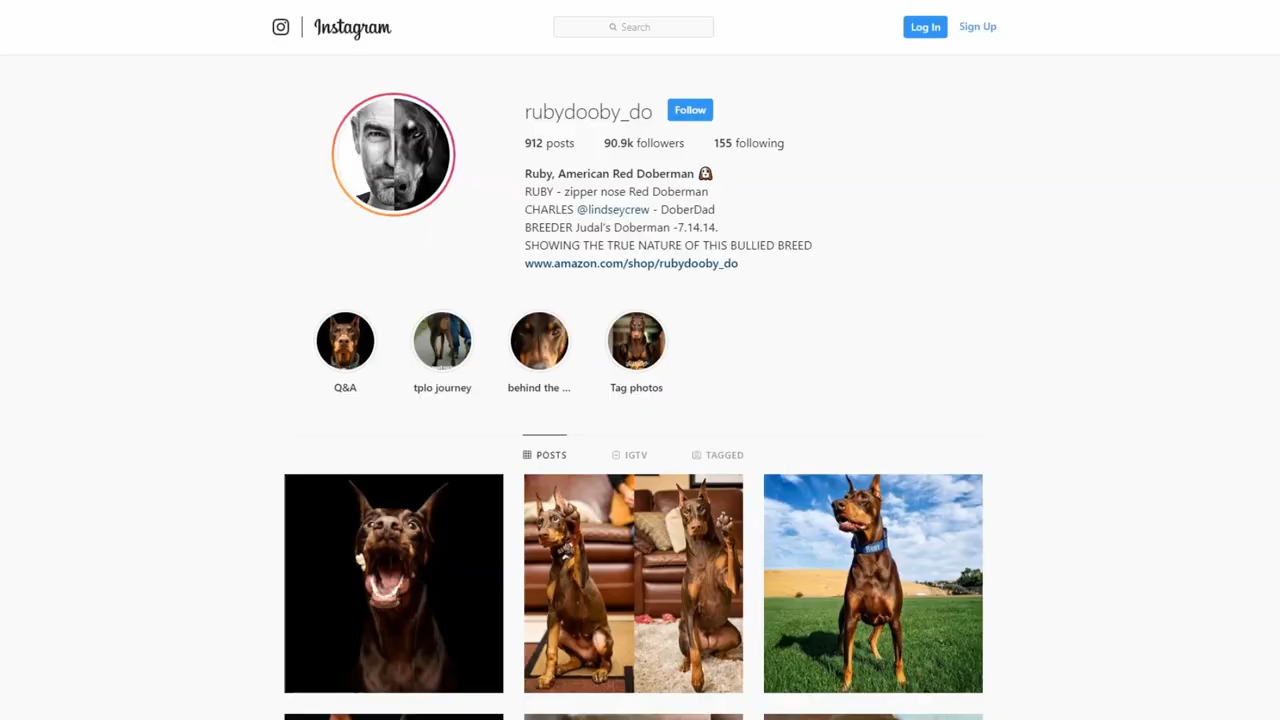 Instagram
Search
Log In
Sign Up
rubydooby_do
Follow
912 posts
90.9k followers
155 following
Ruby, American Red Doberman
RUBY - zipper nose Red Doberman
CHARLES @lindseycrew - DoberDad
BREEDER Judal's Doberman -7.14.14.
SHOWING THE TRUE NATURE OF THIS BULLIED BREED
www.amazon.com/shop/rubydooby_do
Q&A
tplo journey
behind the ...
Tag photos
POSTS
IGTV
TAGGED